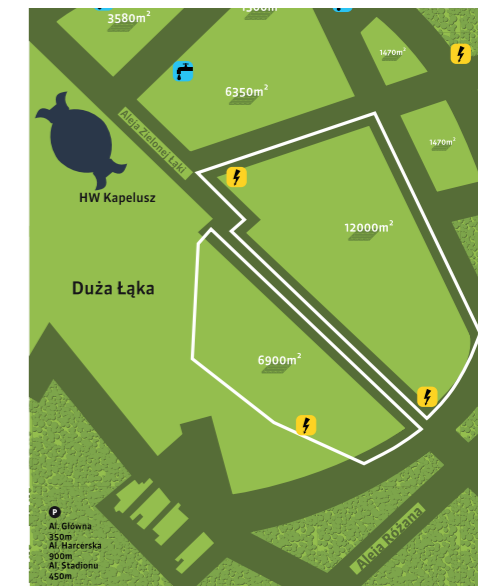 3580m²
1300m²
1470m²
6350m²
1470m²
Aleja Zielonej Łąki
HW Kapelusz
12000m²
Duża Łąka
6900m²
P
Al. Główna
350m
Al. Harcerska
900m
Al. Stadionu
450m
Aleja Różana